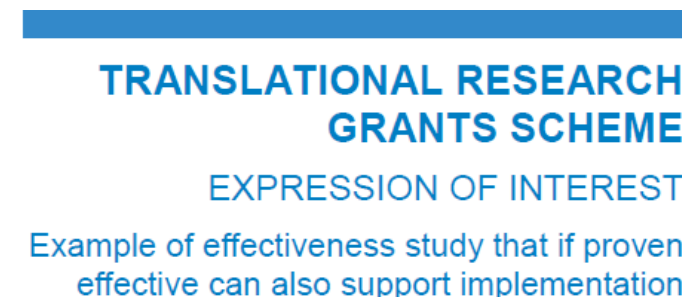 TRANSLATIONAL RESEARCH
GRANTS SCHEME
EXPRESSION OF INTEREST
Example of effectiveness study that if proven
effective can also support implementation